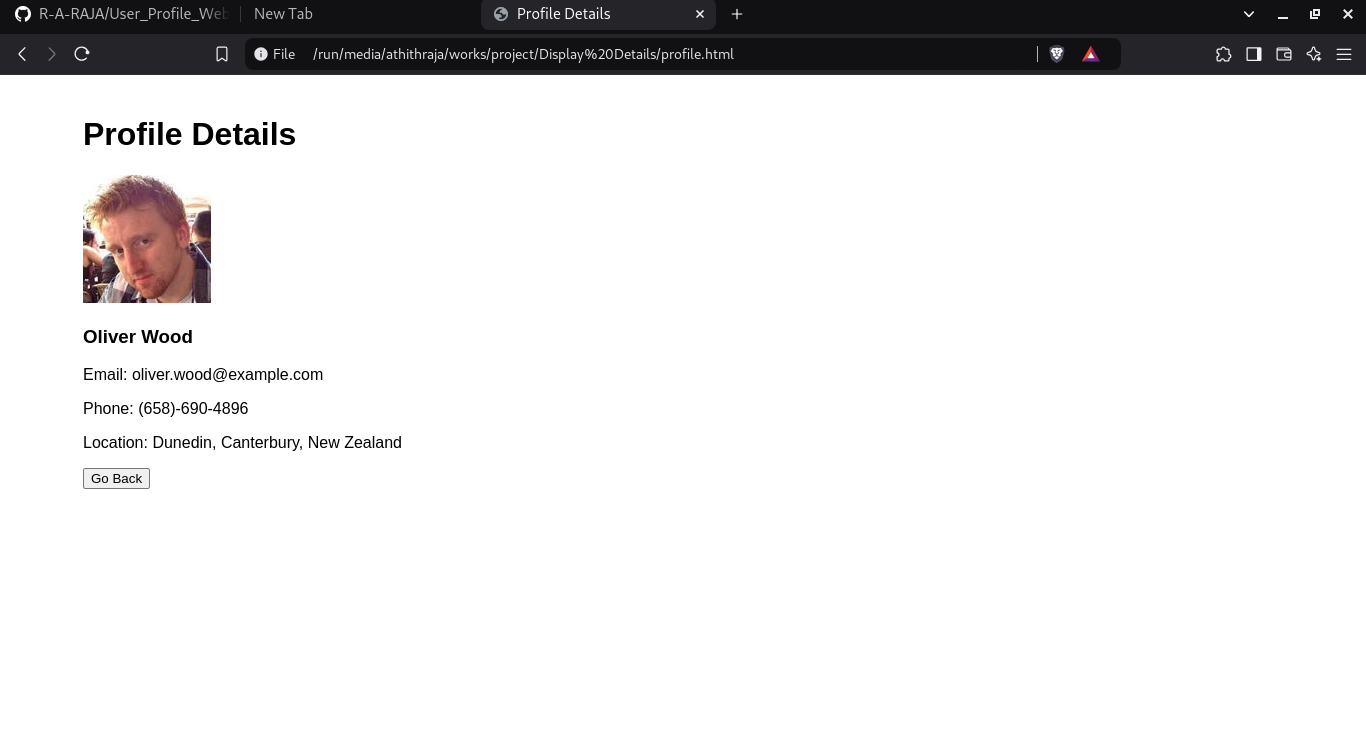 R-A-RAJA/User_Profile_Web
New Tab
Profile Details
File /run/media/athithraja/works/project/Display%20Details/profile.html
Profile Details
Oliver Wood
Email: oliver.wood@example.com
Phone: (658)-690-4896
Location: Dunedin, Canterbury, New Zealand
Go Back